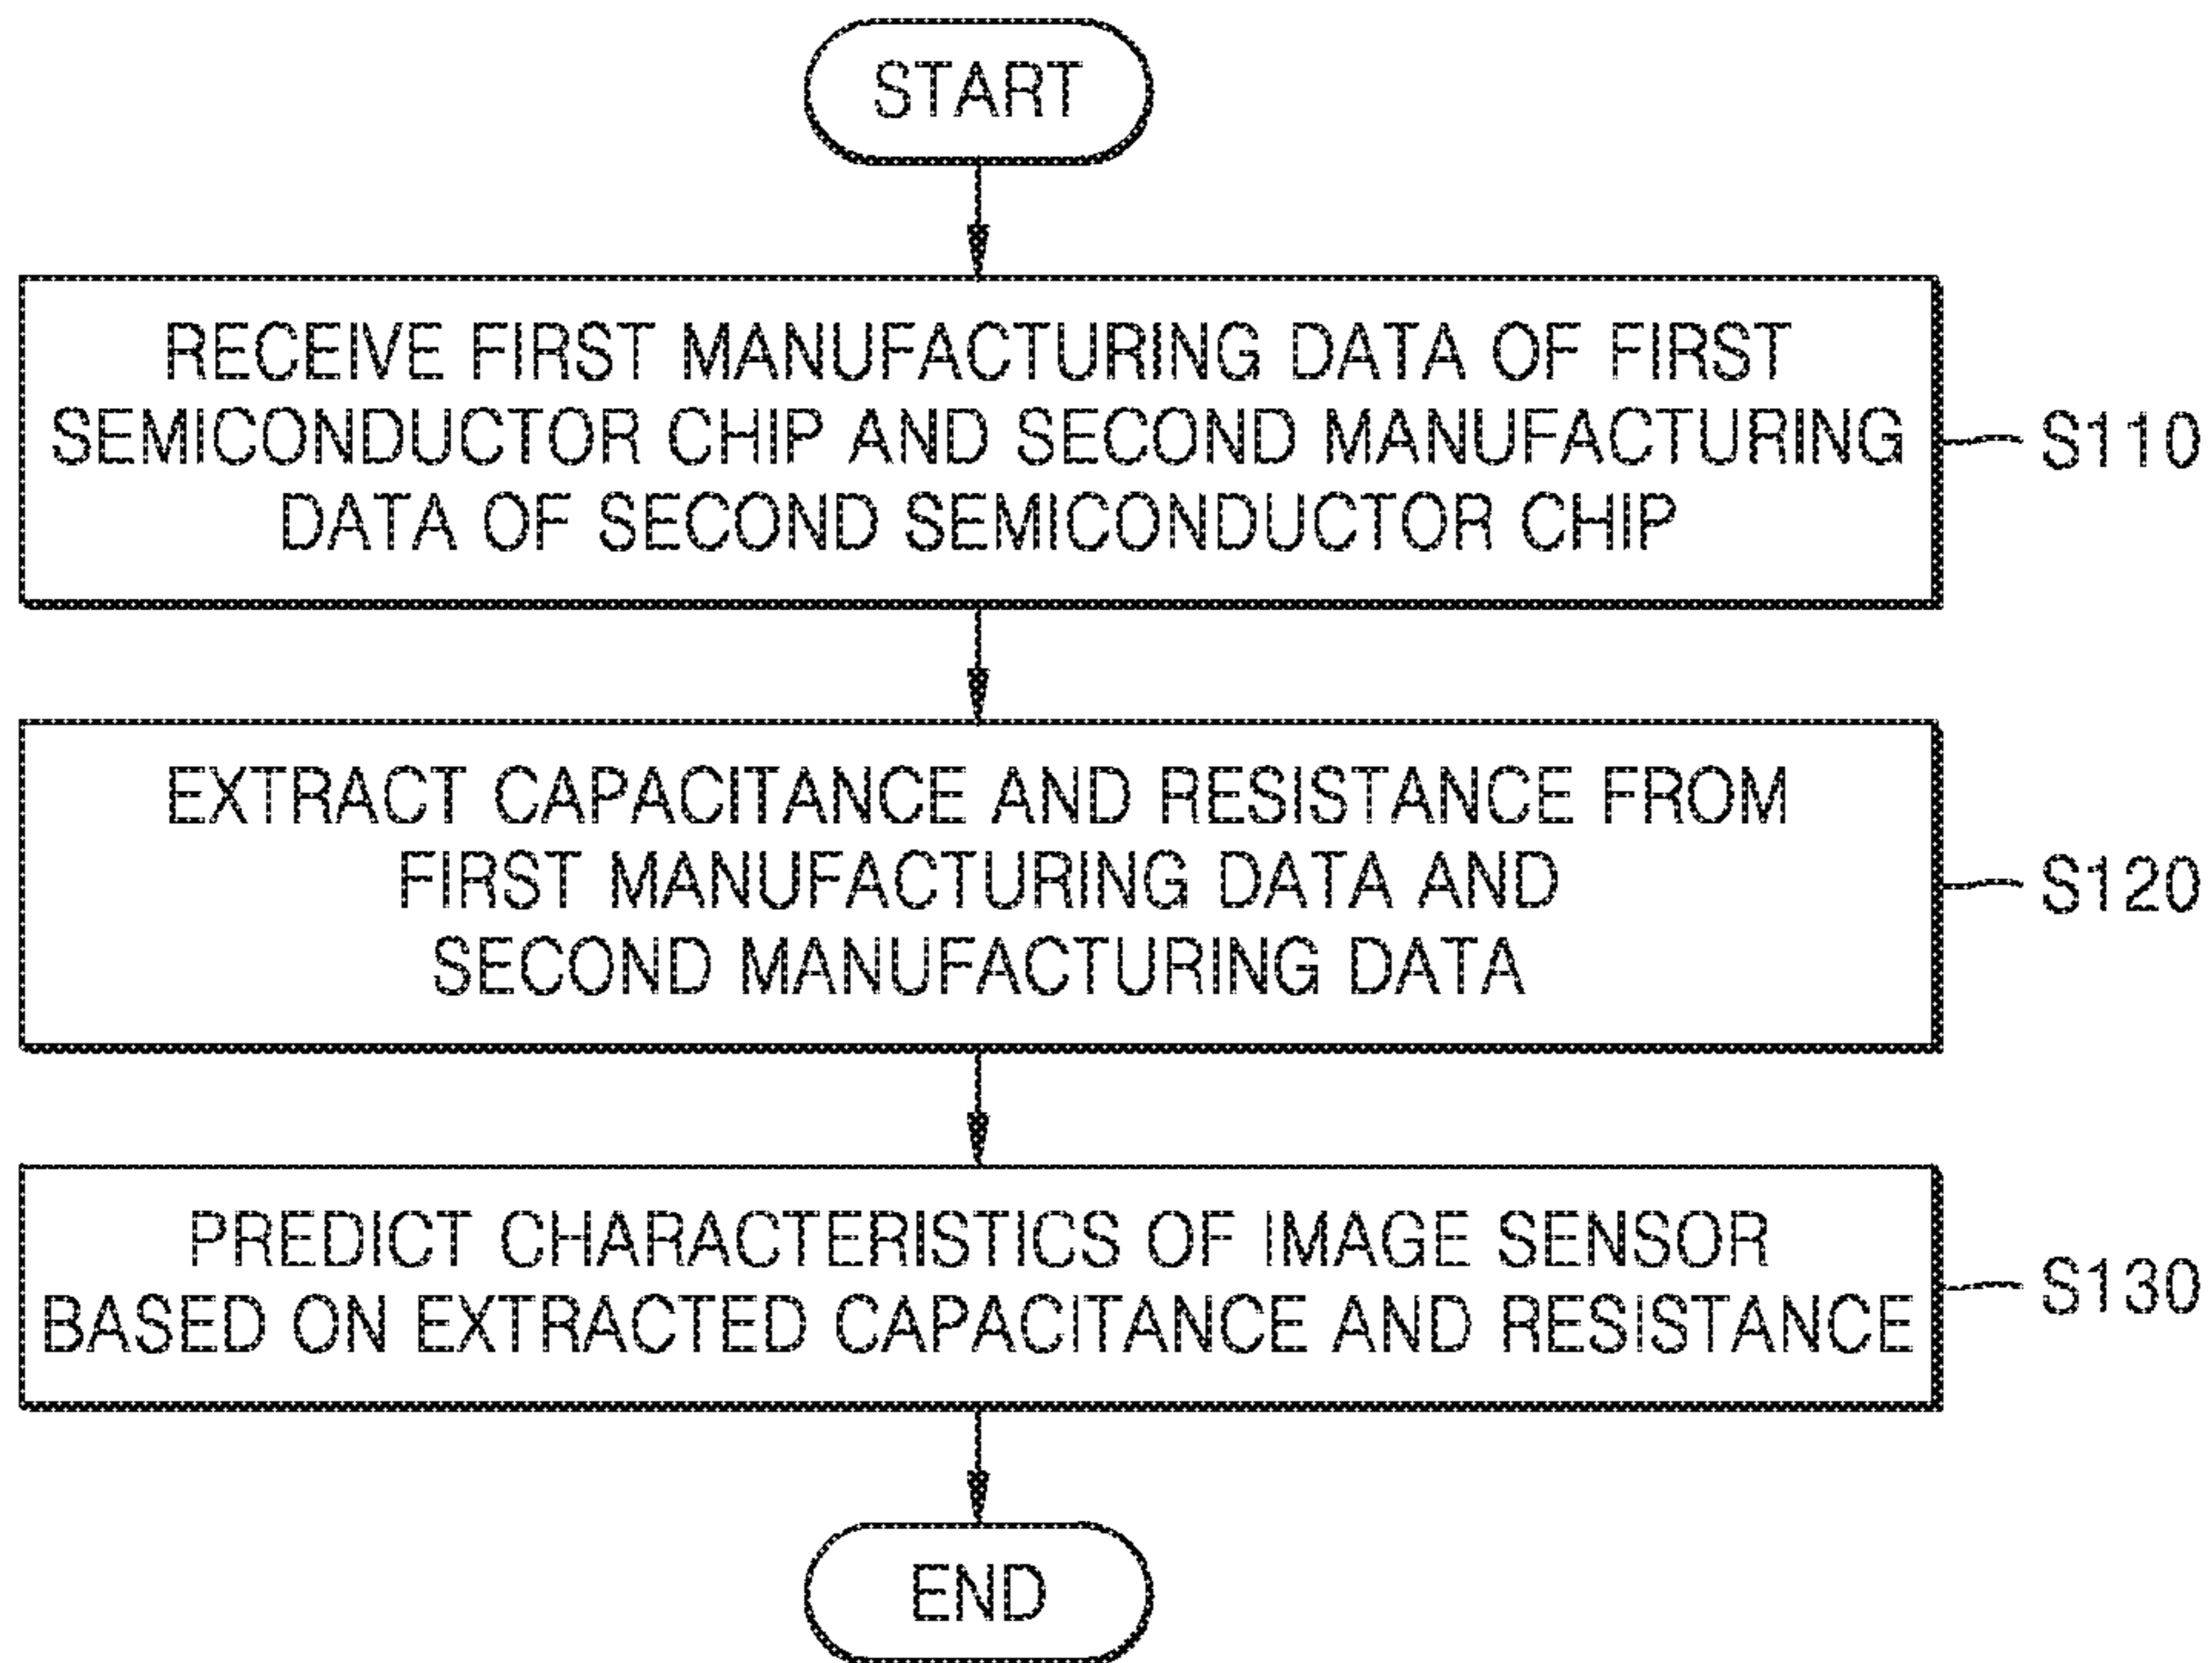 START
RECEIVE FIRST MANUFACTURING DATA OF FIRST
SEMICONDUCTOR CHIP AND SECOND MANUFACTURING
DATA OF SECOND SEMICONDUCTOR CHIP
S110
EXTRACT CAPACITANCE AND RESISTANCE FROM
FIRST MANUFACTURING DATA AND
SECOND MANUFACTURING DATA
S120
PREDICT CHARACTERISTICS OF IMAGE SENSOR
BASED ON EXTRACTED CAPACITANCE AND RESISTANCE
S130
END